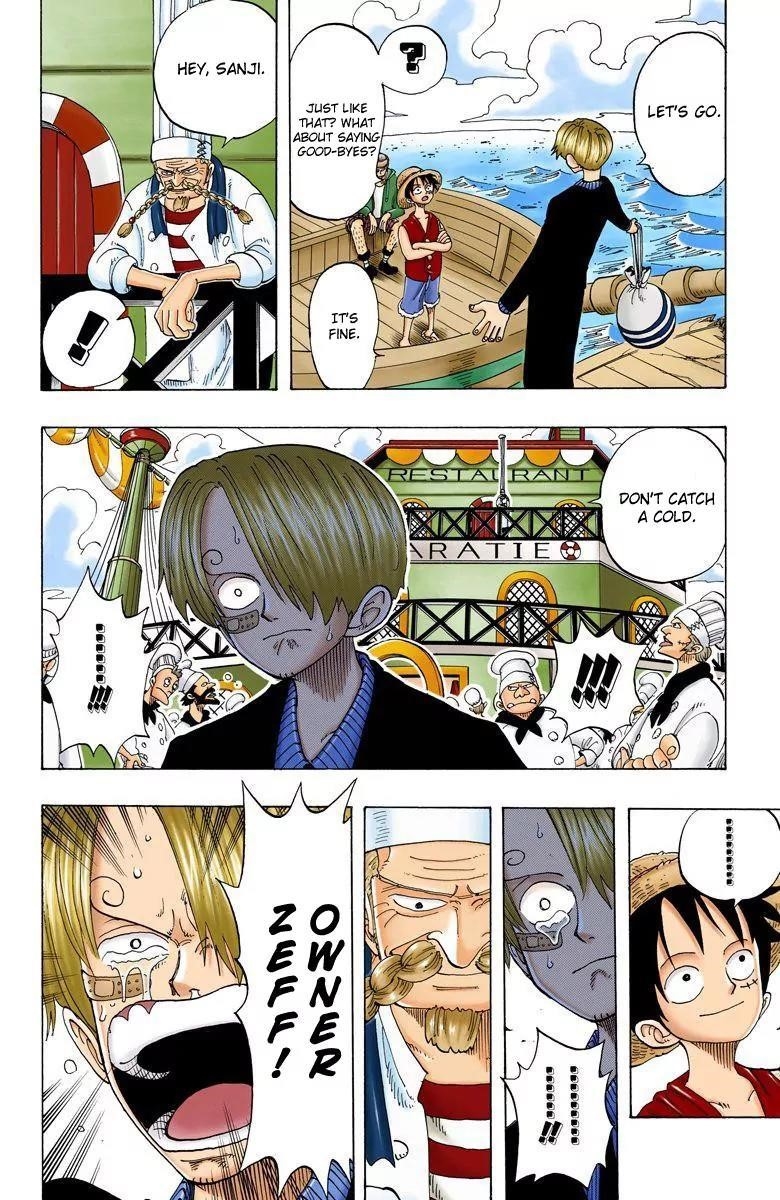 LET'S GO.
?
JUST LIKE
THAT? WHAT
ABOUT SAYING
GOOD-BYES?
IT'S
FINE.
HEY, SANJI.
!!
DON'T CATCH
A COLD.
RESTAURANT
ARATIE
!!!
........!!!
........
........!!
OWNER
ZEFF!